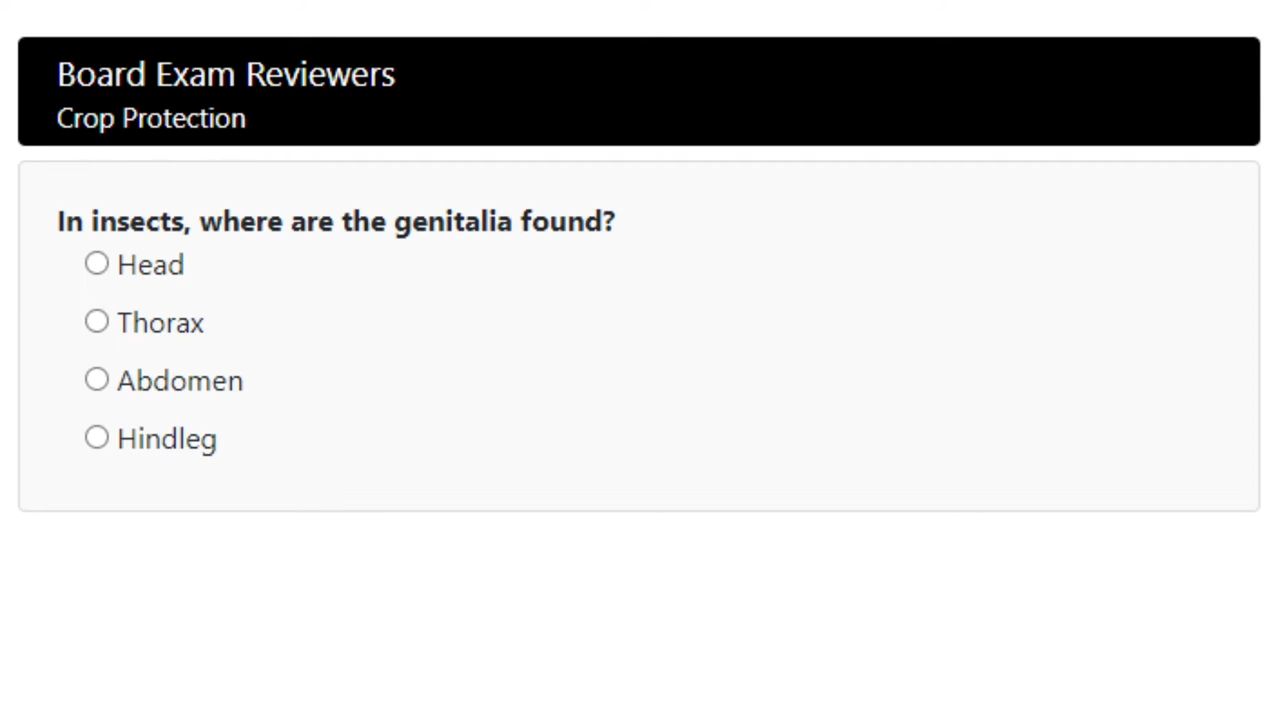 Board Exam Reviewers
Crop Protection
In insects, where are the genitalia found?
Head
Thorax
Abdomen
Hindleg